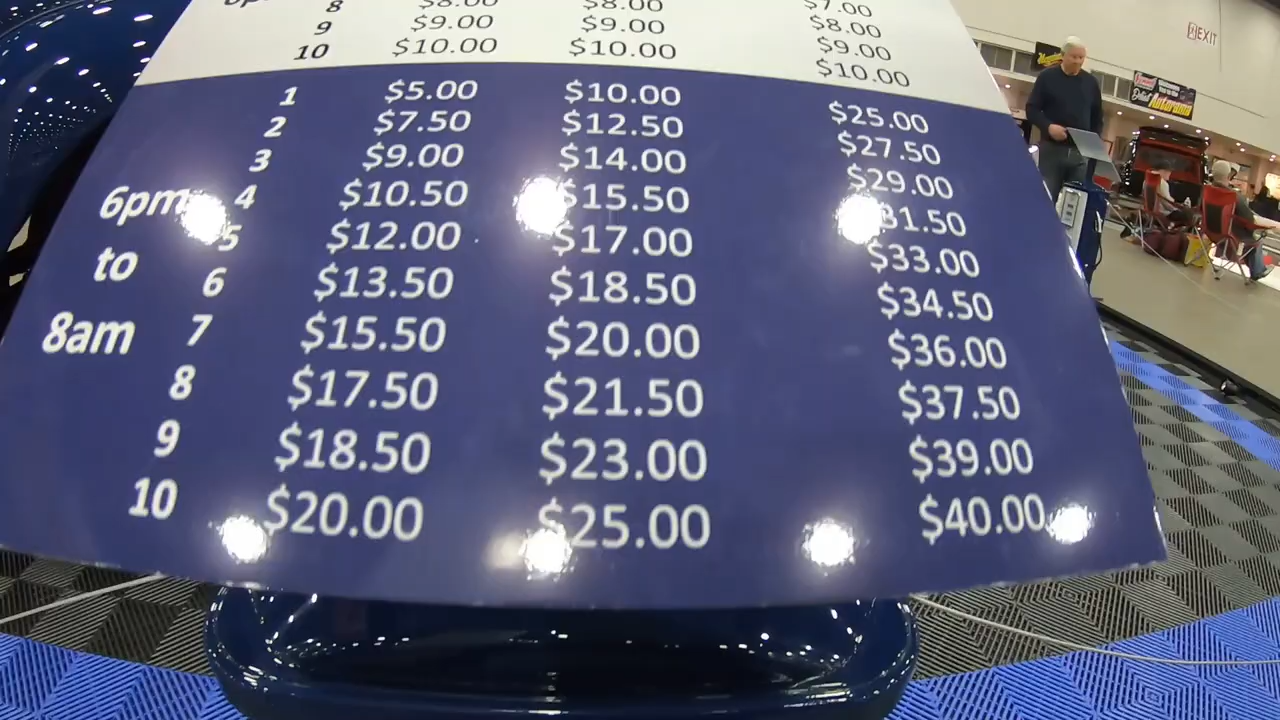 8 $8.00 $8.00 $7.00
9 $9.00 $9.00 $8.00
10 $10.00 $10.00 $9.00
$10.00
1 $5.00 $10.00 $25.00
2 $7.50 $12.50 $27.50
3 $9.00 $14.00 $29.00
6pm 4 $10.50 $15.50 $31.50
5 $12.00 $17.00 $33.00
to 6 $13.50 $18.50 $34.50
8am 7 $15.50 $20.00 $36.00
8 $17.50 $21.50 $37.50
9 $18.50 $23.00 $39.00
10 $20.00 $25.00 $40.00
EXIT
Autorama